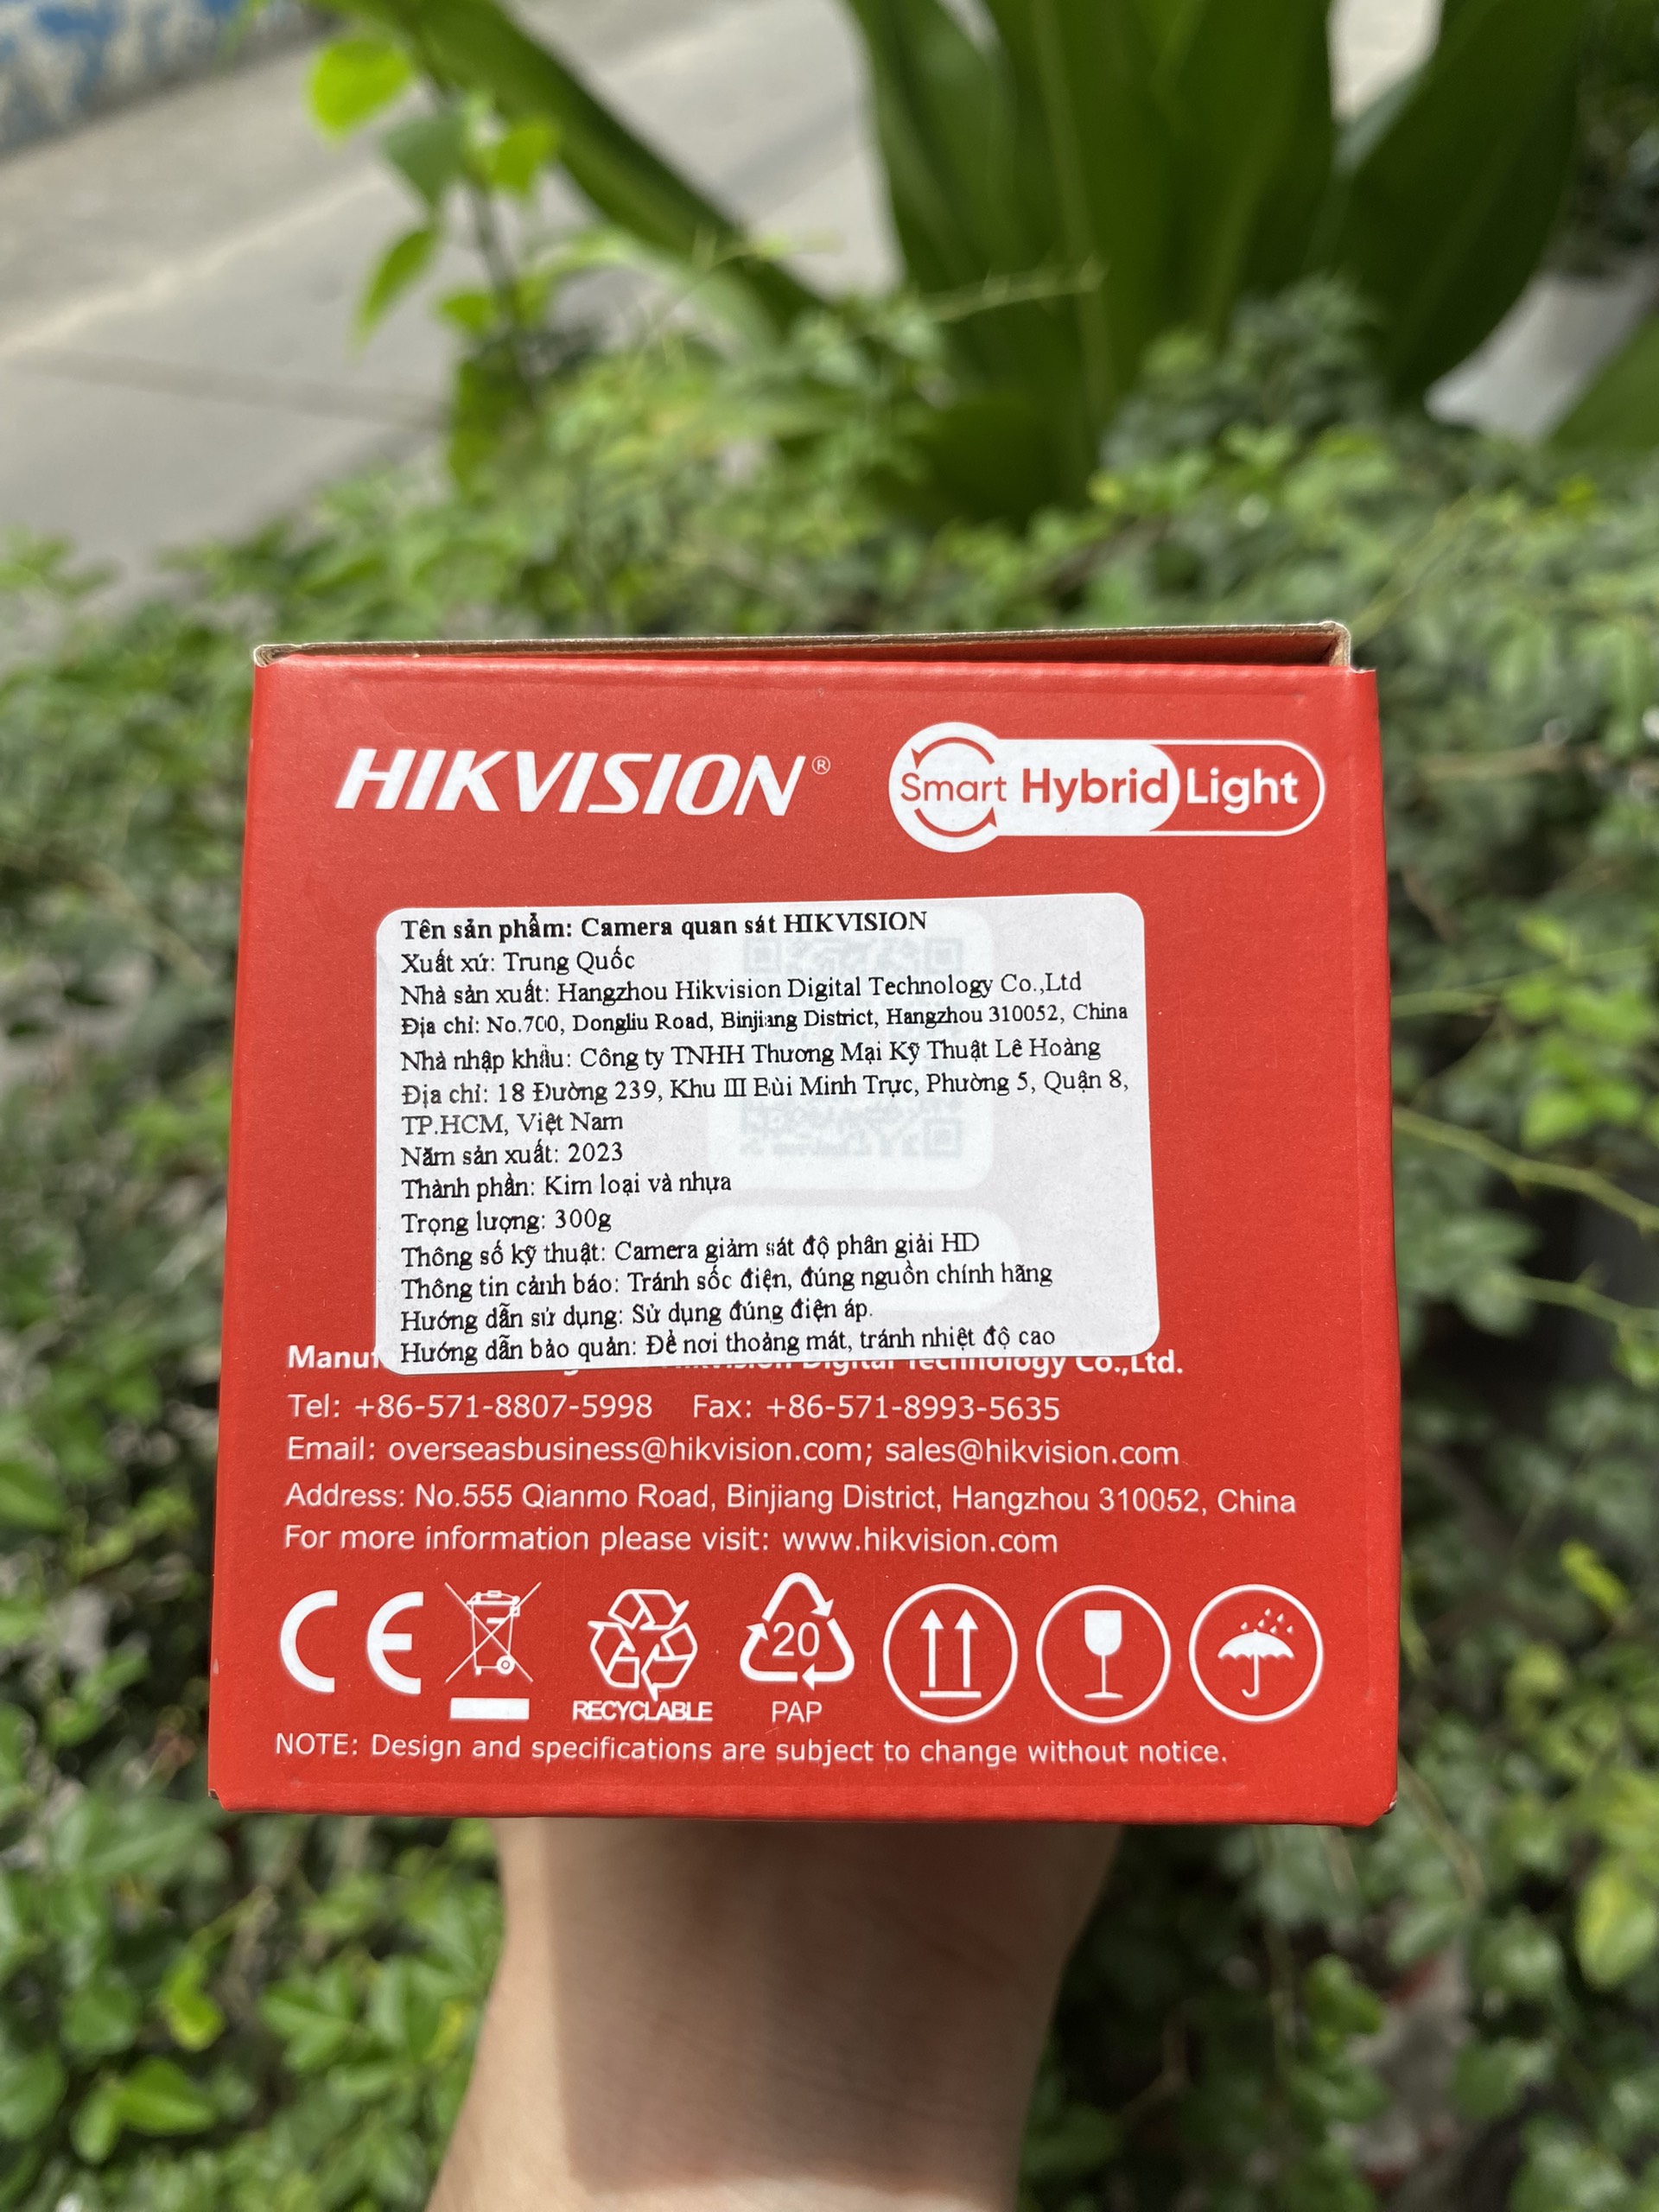 HIKVISION®
Smart Hybrid Light
Tên sản phẩm: Camera quan sát HIKVISION
Xuất xứ: Trung Quốc
Nhà sản xuất: Hangzhou Hikvision Digital Technology Co.,Ltd
Địa chỉ: No.700, Dongliu Road, Binjiang District, Hangzhou 310052, China
Nhà nhập khẩu: Công ty TNHH Thương Mại Kỹ Thuật Lê Hoàng
Địa chỉ: 18 Đường 239, Khu III Bùi Minh Trực, Phường 5, Quận 8,
TP.HCM, Việt Nam
Năm sản xuất: 2023
Thành phần: Kim loại và nhựa
Trọng lượng: 300g
Thông số kỹ thuật: Camera giảm sát độ phân giải HD
Thông tin cảnh báo: Tránh sốc điện, đúng nguồn chính hãng
Hướng dẫn sử dụng: Sử dụng đúng điện áp.
Hướng dẫn bảo quản: Để nơi thoảng mát, tránh nhiệt độ cao
Digital Technology Co.,Ltd.
Tel: +86-571-8807-5998 Fax: +86-571-8993-5635
Email: overseasbusiness@hikvision.com; sales@hikvision.com
Address: No.555 Qianmo Road, Binjiang District, Hangzhou 310052, China
For more information please visit: www.hikvision.com
CE
20
RECYCLABLE
PAP
NOTE: Design and specifications are subject to change without notice.